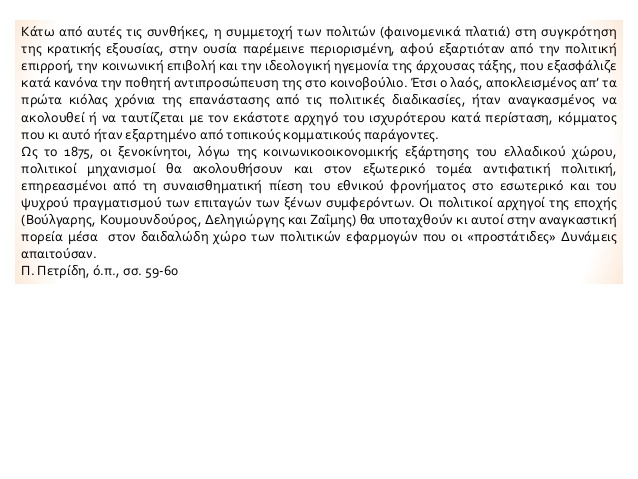 Κάτω από αυτές τις συνθήκες, η συμμετοχή των πολιτών (φαινομενικά πλατιά) στη συγκρότηση
της κρατικής εξουσίας, στην ουσία παρέμεινε περιορισμένη, αφού εξαρτιόταν από την πολιτική
επιρροή, την κοινωνική επιβολή και την ιδεολογική ηγεμονία της άρχουσας τάξης, που εξασφάλιζε
κατά κανόνα την ποθητή αντιπροσώπευση της στο κοινοβούλιο. Έτσι ο λαός, αποκλεισμένος απ’ τα
πρώτα κιόλας χρόνια της επανάστασης από τις πολιτικές διαδικασίες, ήταν αναγκασμένος να
ακολουθεί ή να ταυτίζεται με τον εκάστοτε αρχηγό του ισχυρότερου κατά περίσταση, κόμματος
που κι αυτό ήταν εξαρτημένο από τοπικούς κομματικούς παράγοντες.
Ως το 1875, οι ξενοκίνητοι, λόγω της κοινωνικοοικονομικής εξάρτησης του ελλαδικού χώρου,
πολιτικοί μηχανισμοί θα ακολουθήσουν και στον εξωτερικό τομέα αντιφατική πολιτική,
επηρεασμένοι από τη συναισθηματική πίεση του εθνικού φρονήματος στο εσωτερικό και του
ψυχρού πραγματισμού των επιταγών των ξένων συμφερόντων. Οι πολιτικοί αρχηγοί της εποχής
(Βούλγαρης, Κουμουνδούρος, Δεληγιώργης και Ζαΐμης) θα υποταχθούν κι αυτοί στην αναγκαστική
πορεία μέσα στον δαιδαλώδη χώρο των πολιτικών εφαρμογών που οι «προστάτιδες» Δυνάμεις
απαιτούσαν.
Π. Πετρίδη, ό.π., σσ. 59-60